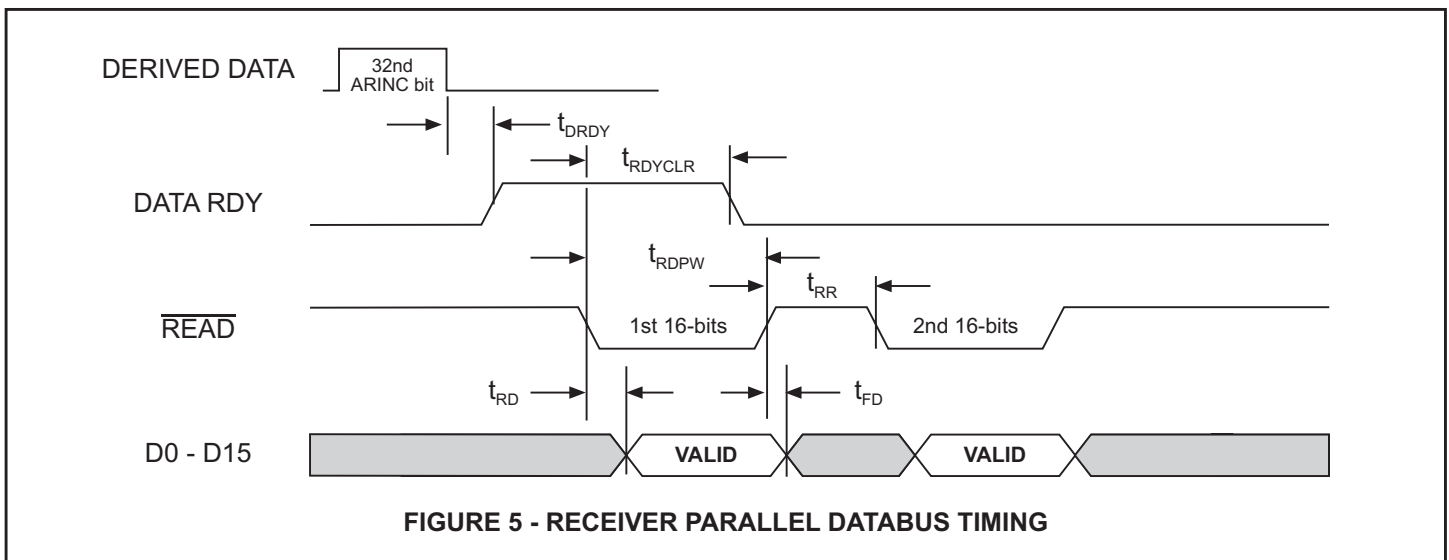 DERIVED DATA
32nd
ARINC bit
tDRDY
tRDYCLR
DATA RDY
tRDPW
tRR
READ
1st 16-bits
2nd 16-bits
tRD
tFD
D0 - D15
VALID
VALID
FIGURE 5 - RECEIVER PARALLEL DATABUS TIMING